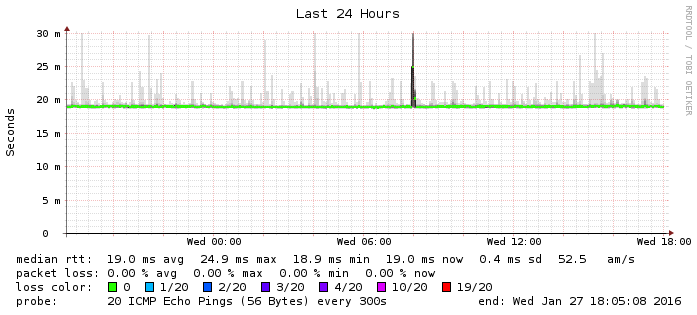 Last 24 Hours
RRDTOOL / TOBI OETIKER
Seconds
30 m
25 m
20 m
15 m
10 m
5 m
0
Wed 00:00 Wed 06:00 Wed 12:00 Wed 18:00
median rtt: 19.0 ms avg 24.9 ms max 18.9 ms min 19.0 ms now 0.4 ms sd 52.5 am/s
packet loss: 0.00 % avg 0.00 % max 0.00 % min 0.00 % now
loss color: 0 1/20 2/20 3/20 4/20 10/20 19/20
probe: 20 ICMP Echo Pings (56 Bytes) every 300s end: Wed Jan 27 18:05:08 2016